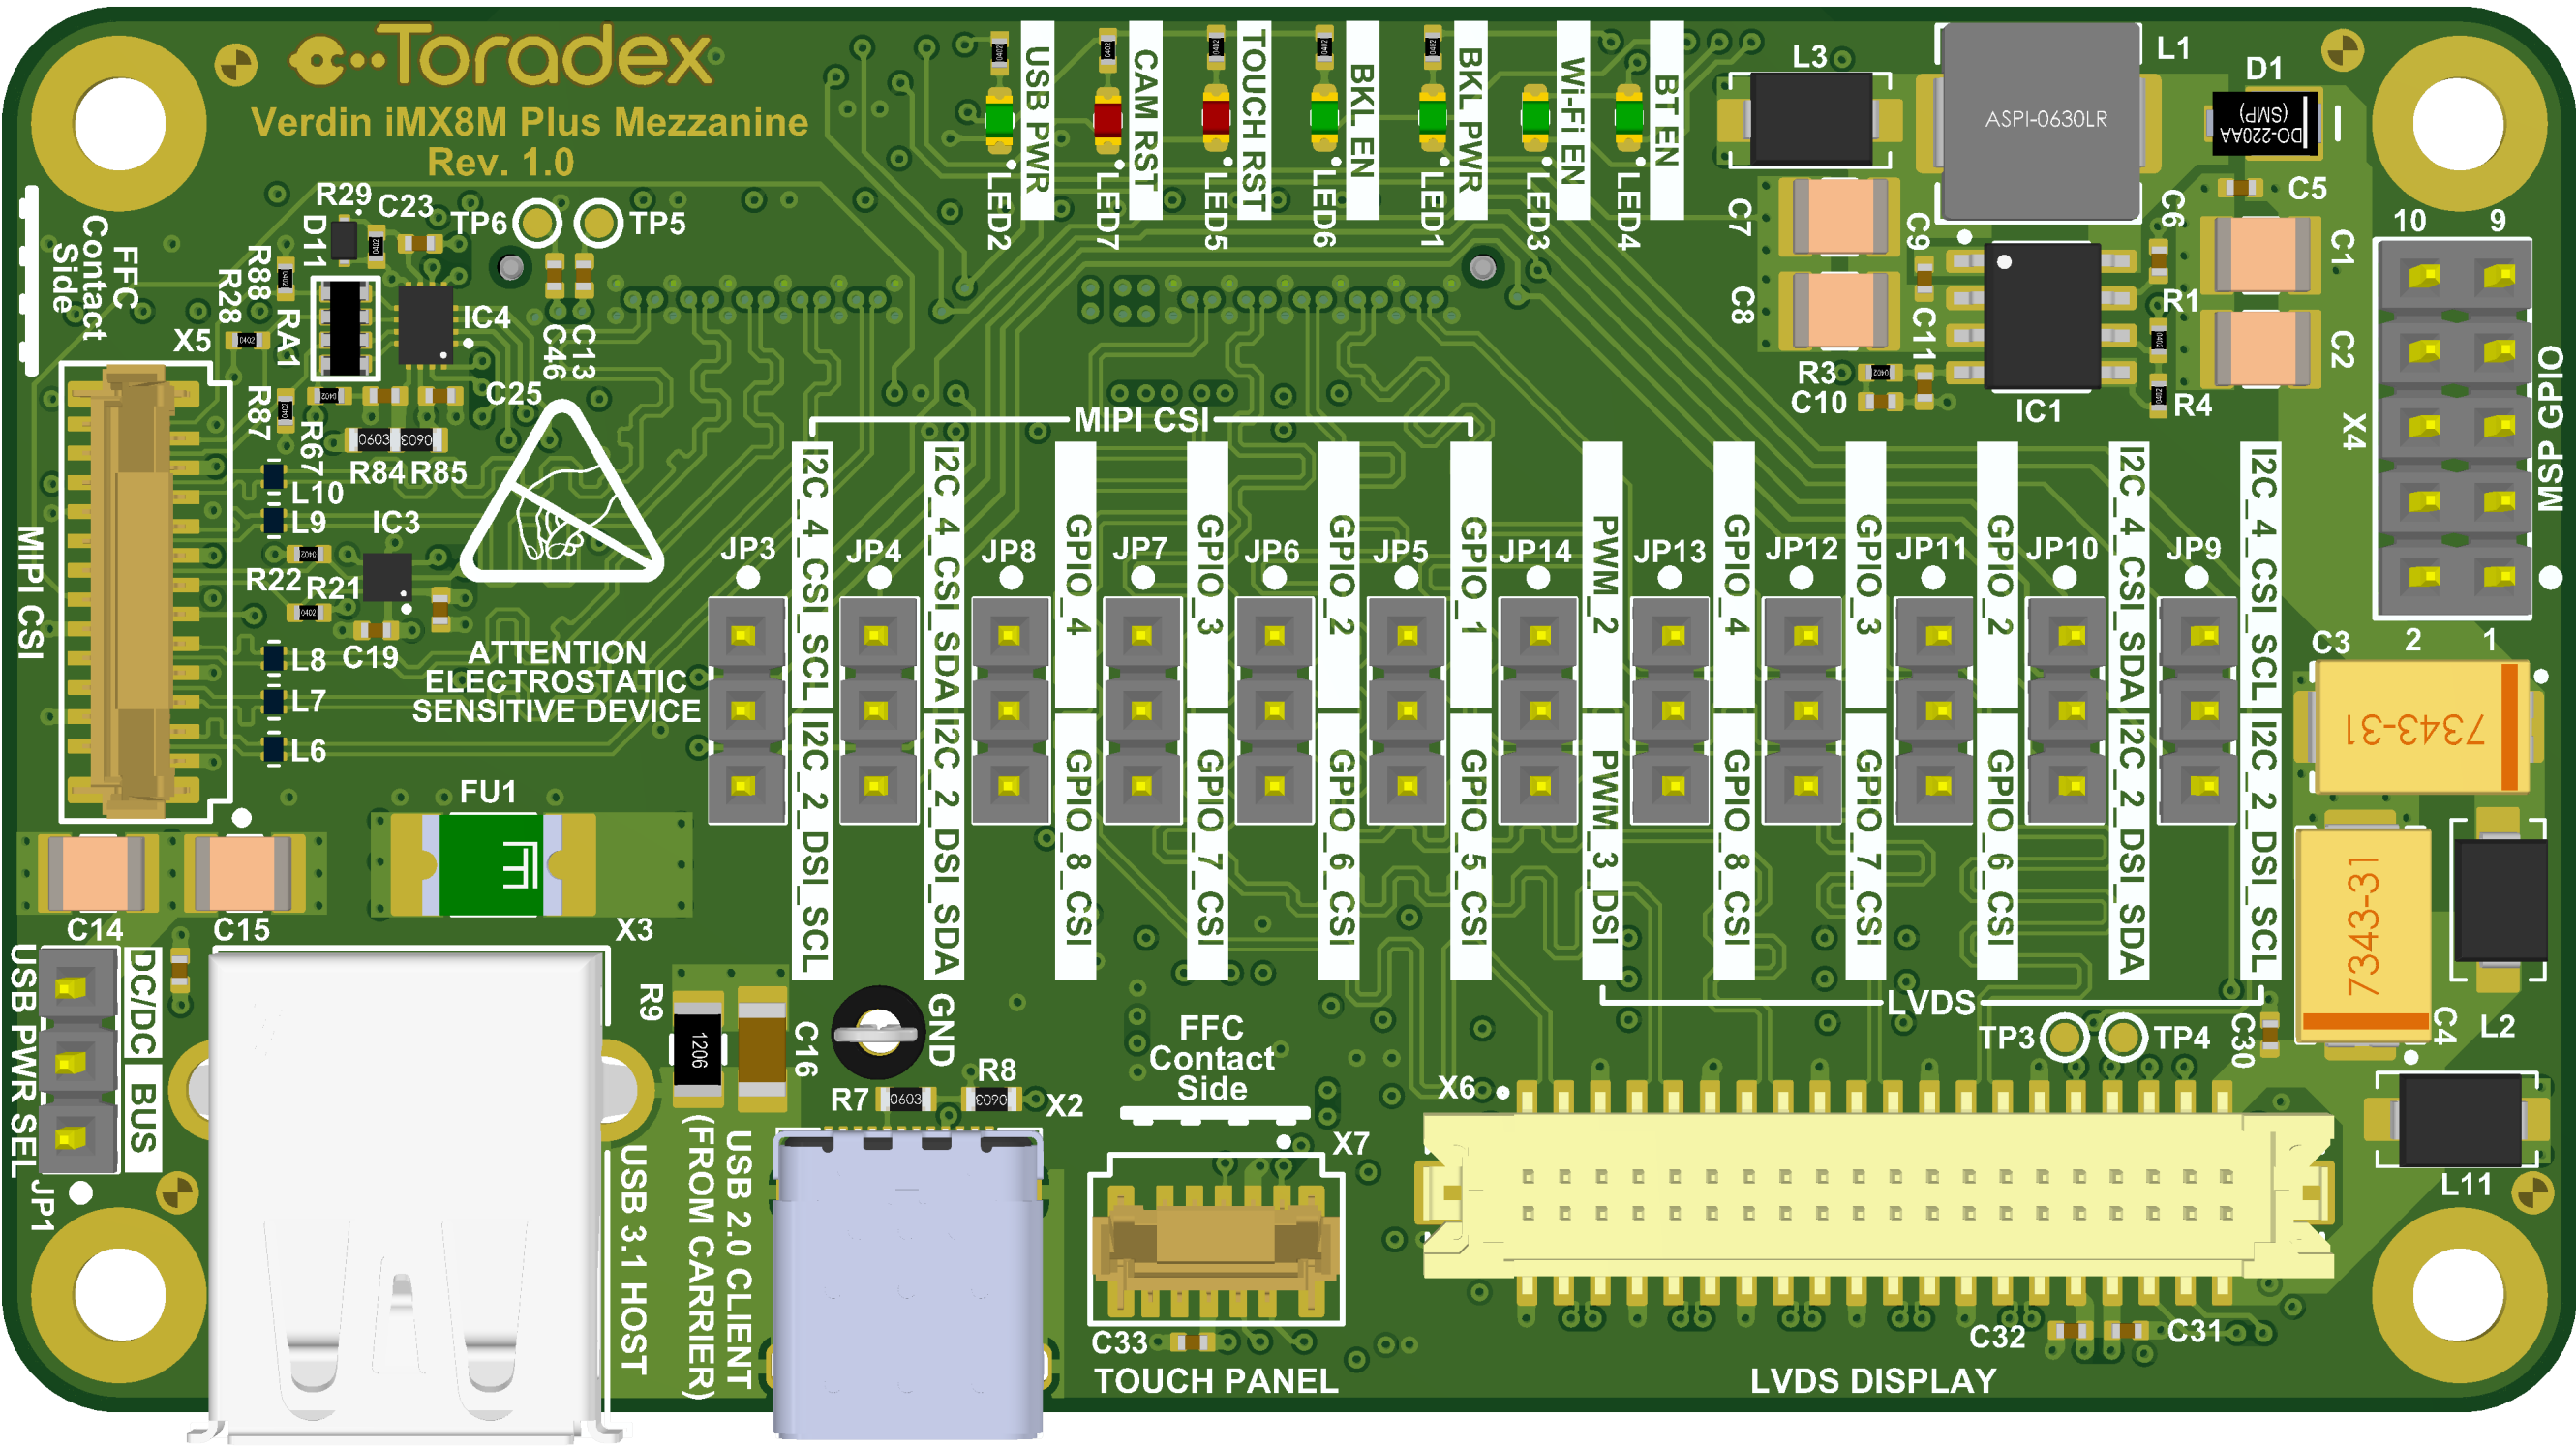 Toradex
Verdin iMX8M Plus Mezzanine
Rev. 1.0
USB PWR
CAM RST
TOUCH RST
BKL EN
BKL PWR
Wi-Fi EN
BT EN
LED2
LED7
LED5
LED6
LED1
LED3
LED4
L3
L1
ASPI-0630LR
D1
DO-220AA
(SMP)
C5
C7
C8
C9
C11
C6
C1
C2
R1
R3
C10
R4
IC1
10
9
X4
MSP GPIO
2
1
FFC
Contact
Side
R29
C23
D11
TP6
TP5
R88
R28
RA1
IC4
X5
C46
C13
C25
R87
R67
0603
0603
R84
R85
L10
L9
IC3
R22
R21
C19
L8
L7
L6
MIPI CSI
ATTENTION
ELECTROSTATIC
SENSITIVE DEVICE
MIPI CSI
JP3
JP4
JP8
JP7
JP6
JP5
JP14
JP13
JP12
JP11
JP10
JP9
I2C_4_CSI_SCL
I2C_4_CSI_SDA
GPIO_4
GPIO_3
GPIO_2
GPIO_1
PWM_2
GPIO_4
GPIO_3
GPIO_2
I2C_4_CSI_SDA
I2C_4_CSI_SCL
I2C_2_DSI_SCL
I2C_2_DSI_SDA
GPIO_8_CSI
GPIO_7_CSI
GPIO_6_CSI
GPIO_5_CSI
PWM_3_DSI
GPIO_8_CSI
GPIO_7_CSI
GPIO_6_CSI
I2C_2_DSI_SDA
I2C_2_DSI_SCL
LVDS
C3
7343-31
7343-31
C4
L2
C30
L11
FU1
C14
C15
X3
USB PWR SEL
DC/DC
BUS
JP1
USB 3.1 HOST
R9
1206
C16
GND
R7
0603
R8
0603
X2
USB 2.0 CLIENT
(FROM CARRIER)
FFC
Contact
Side
X7
C33
TOUCH PANEL
TP3
TP4
X6
C32
C31
LVDS DISPLAY